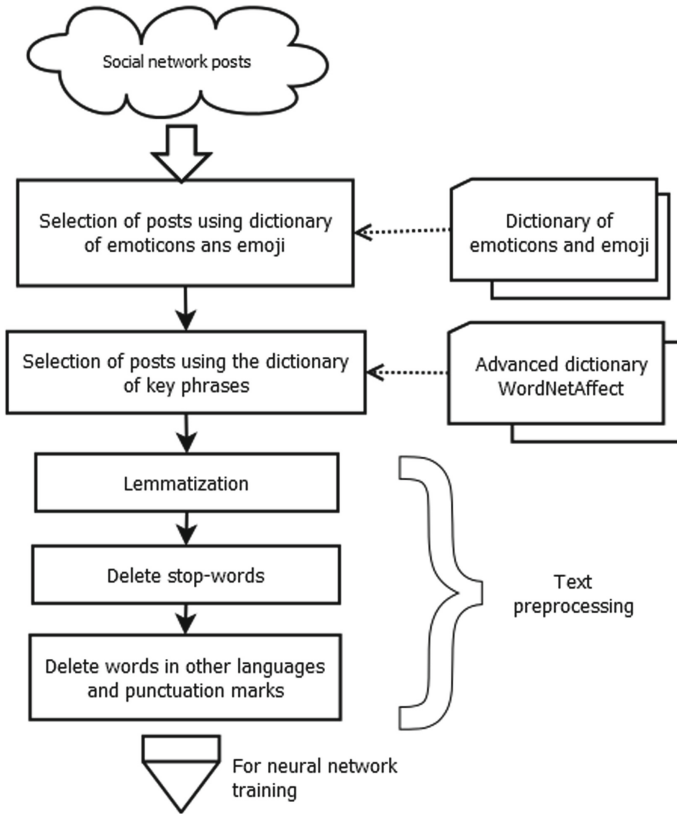 Social network posts
Selection of posts using dictionary
of emoticons ans emoji
Dictionary of
emoticons and emoji
Selection of posts using the dictionary
of key phrases
Advanced dictionary
WordNetAffect
Lemmatization
Delete stop-words
Text
preprocessing
Delete words in other languages
and punctuation marks
For neural network
training